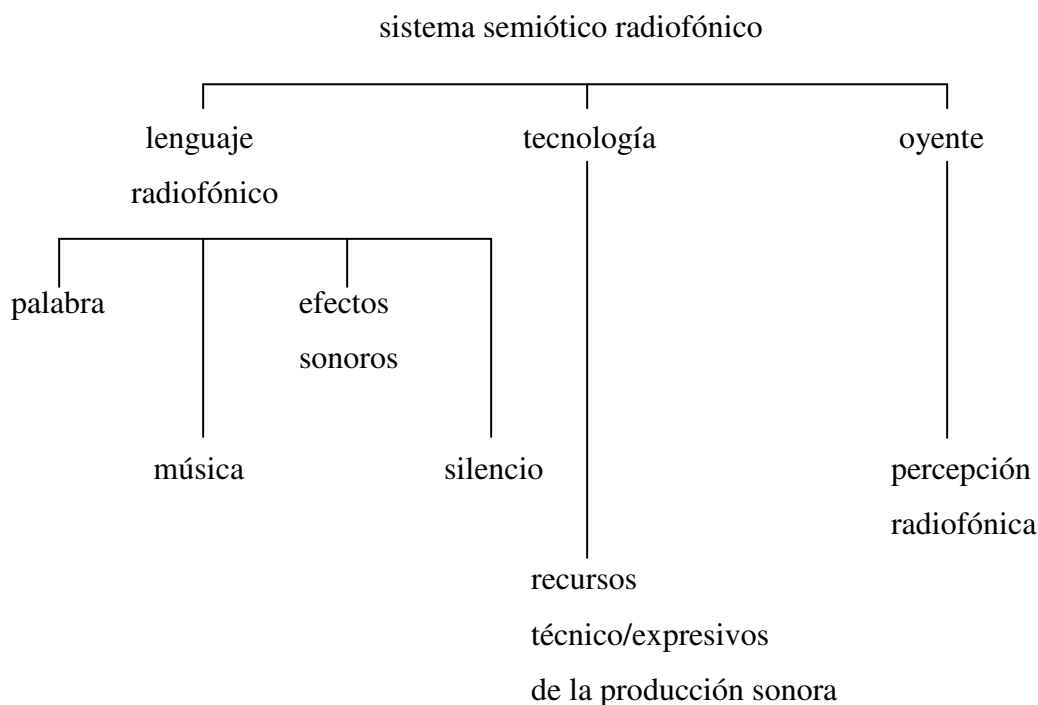 sistema semiótico radiofónico
lenguaje
radiofónico
tecnología
oyente
palabra
efectos
sonoros
música
silencio
percepción
radiofónica
recursos
técnico/expresivos
de la producción sonora